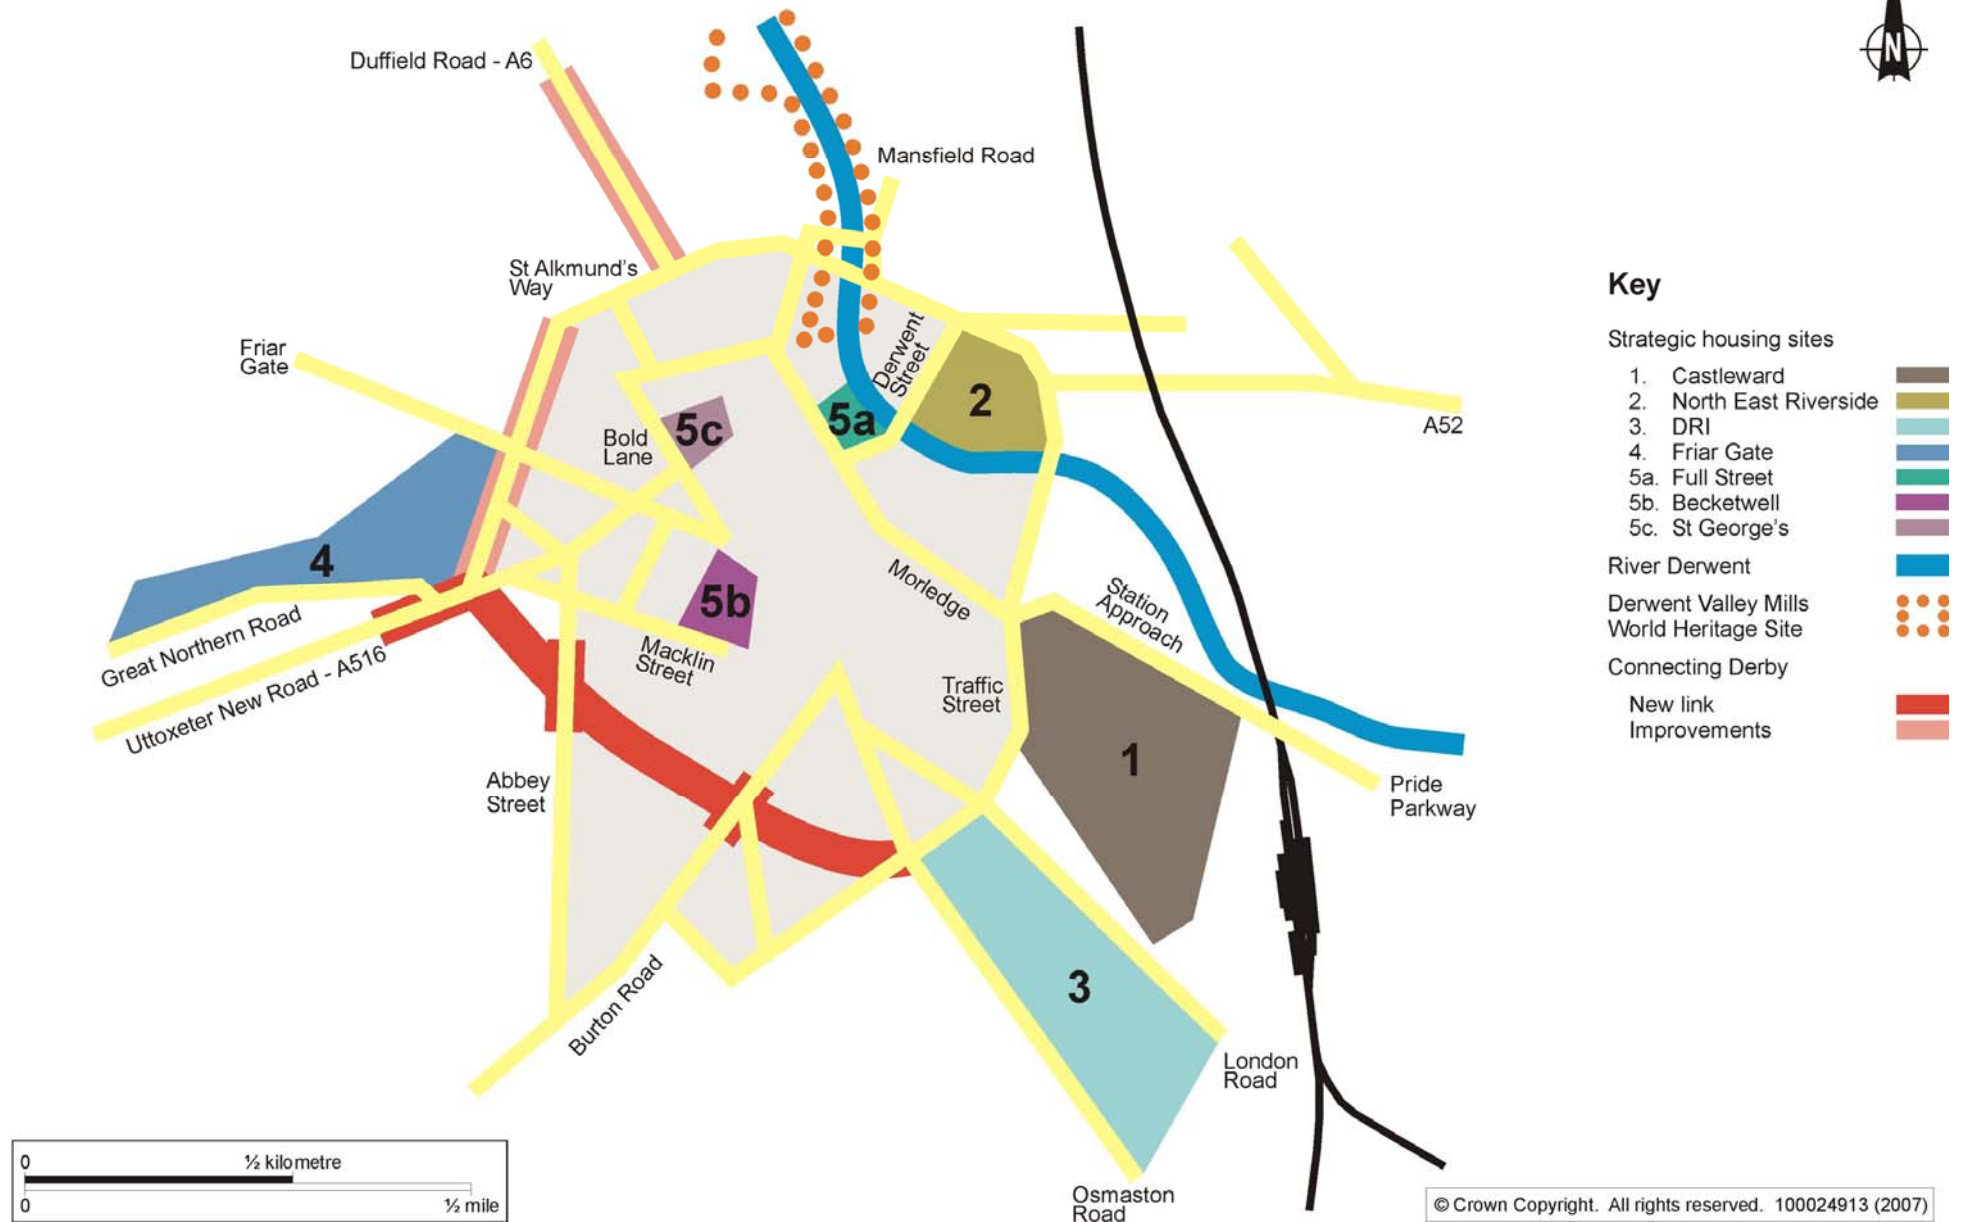 N
Duffield Road - A6
Mansfield Road
St Alkmund's
Way
Friar
Gate
Derwent
Street
Bold
Lane
5c
5a
2
A52
4
5b
Morledge
Station
Approach
Great Northern Road
Macklin
Street
Uttoxeter New Road - A516
Traffic
Street
1
Abbey
Street
Pride
Parkway
3
Burton Road
London
Road
Osmaston
Road
Key
Strategic housing sites
1. Castleward
2. North East Riverside
3. DRI
4. Friar Gate
5a. Full Street
5b. Becketwell
5c. St George's
River Derwent
Derwent Valley Mills
World Heritage Site
Connecting Derby
New link
Improvements
0 ½ kilometre
0 ½ mile
© Crown Copyright. All rights reserved. 100024913 (2007)